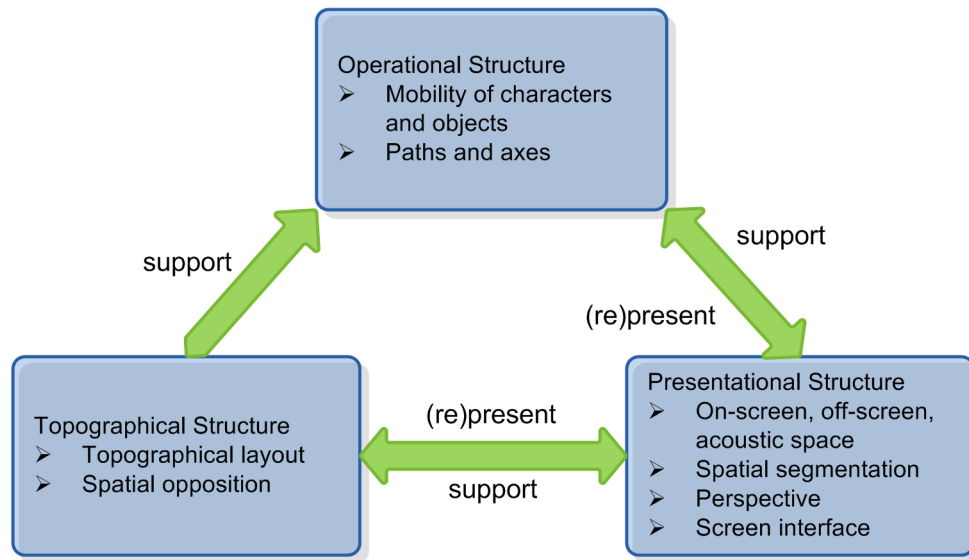 Operational Structure
➢ Mobility of characters
and objects
➢ Paths and axes
support
support
(re)present
Topographical Structure
➢ Topographical layout
➢ Spatial opposition
(re)present
support
Presentational Structure
➢ On-screen, off-screen,
acoustic space
➢ Spatial segmentation
➢ Perspective
➢ Screen interface